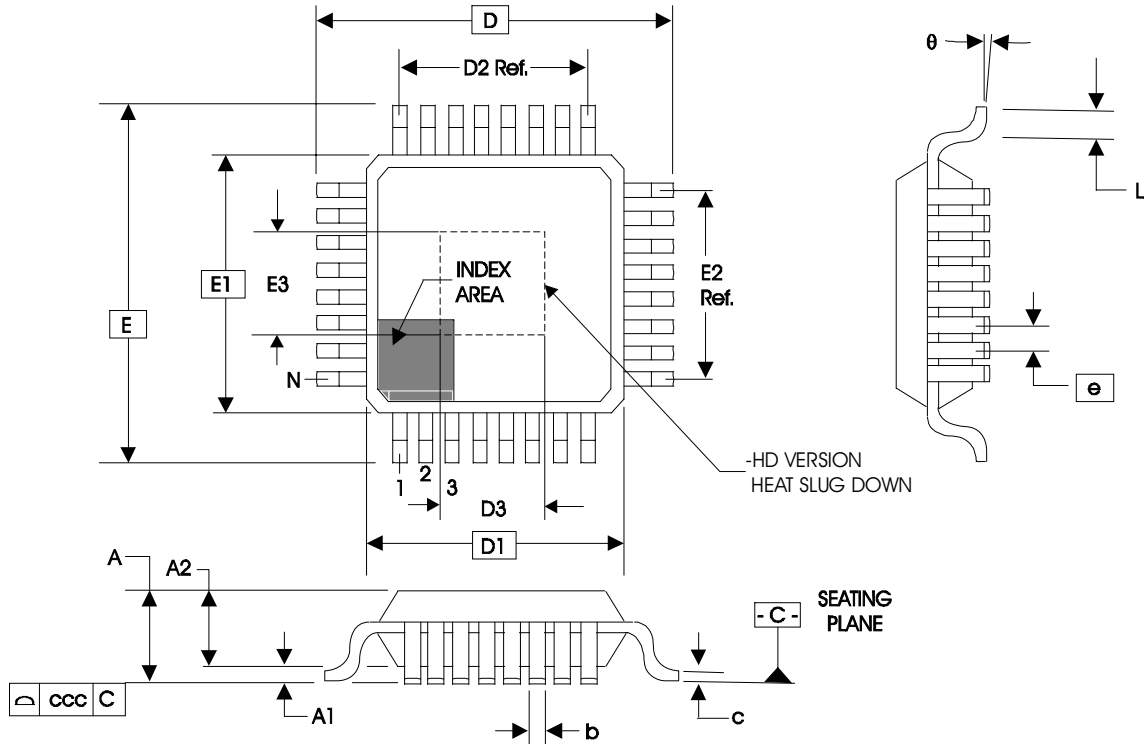 D
θ
D2 Ref.
L
E1
E3
INDEX
AREA
E2
Ref.
E
N
e
1
2
3
-HD VERSION
HEAT SLUG DOWN
D3
D1
A
A2
SEATING
PLANE
- C -
ccc C
A1
b
c